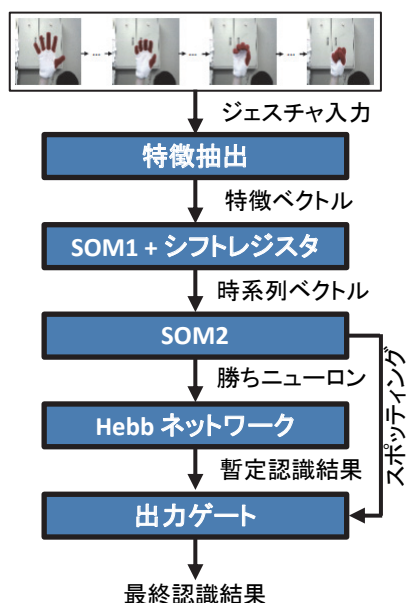 ジェスチャ入力
特徴抽出
特徴ベクトル
SOM1 + シフトレジスタ
時系列ベクトル
SOM2
勝ちニューロン
スポッティング
Hebb ネットワーク
暫定認識結果
出力ゲート
最終認識結果